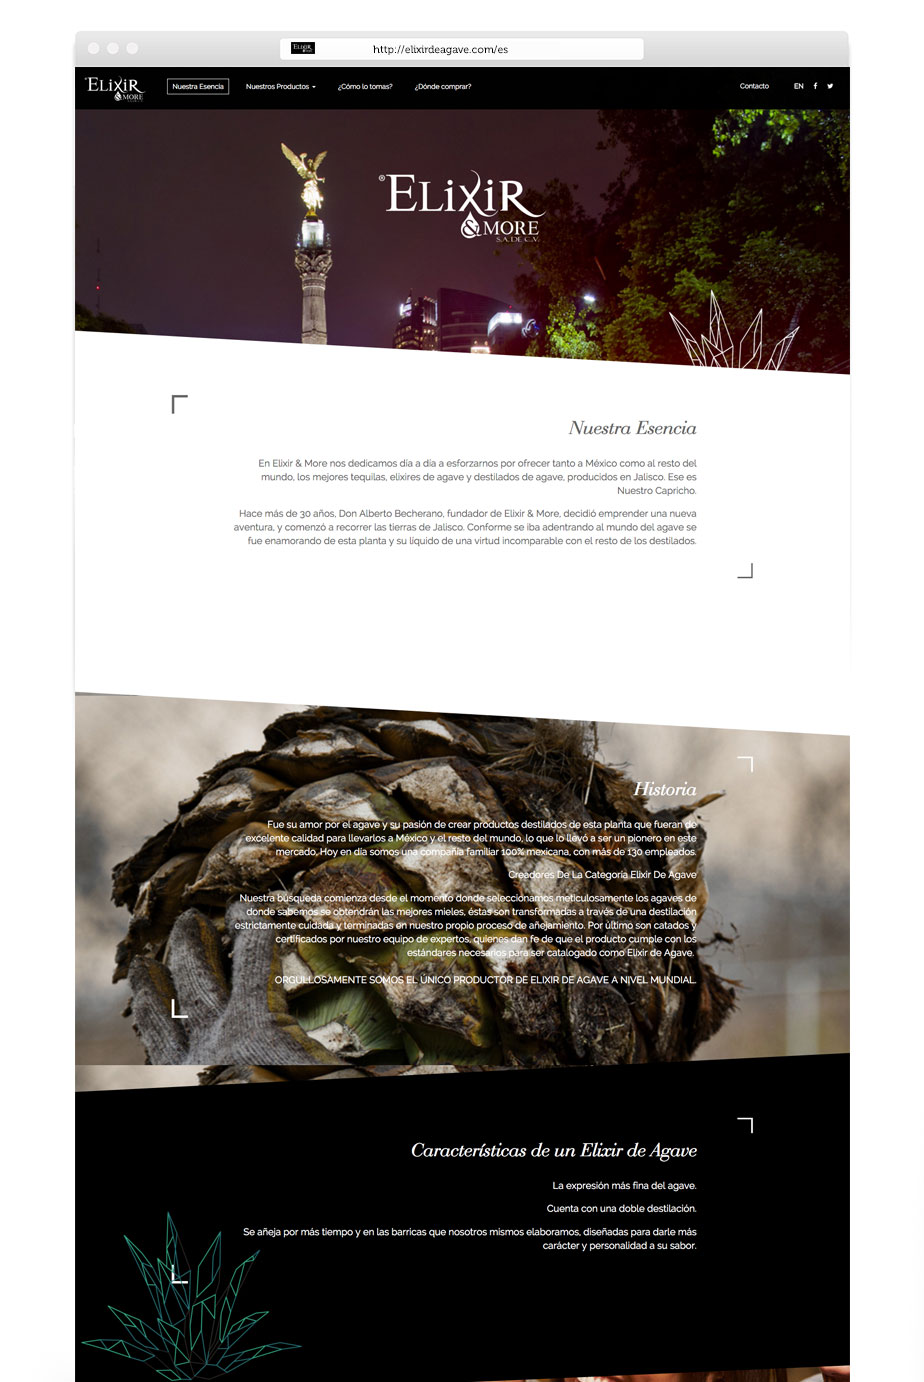 http://elixirdeagave.com/es
ELIXIR
& MORE
Nuestra Esencia
Nuestros Productos
¿Cómo lo tomas?
¿Dónde comprar?
Contacto
EN
® ELIXIR
& MORE
S.A. DE C.V.
Nuestra Esencia
En Elixir & More nos dedicamos día a día a esforzarnos por ofrecer tanto a México como al resto del
mundo, los mejores tequilas, elixires de agave y destilados de agave, producidos en Jalisco. Ese es
Nuestro Capricho.
Hace más de 30 años, Don Alberto Becherano, fundador de Elixir & More, decidió emprender una nueva
aventura, y comenzó a recorrer las tierras de Jalisco. Conforme se iba adentrando al mundo del agave se
fue enamorando de esta planta y su líquido de una virtud incomparable con el resto de los destilados.
Historia
Fue su amor por el agave y su pasión de crear productos destilados de esta planta que fueran de
excelente calidad para llevarlos a México y el resto del mundo, lo que lo llevó a ser un pionero en este
mercado, Hoy en día somos una compañía familiar 100% mexicana, con más de 130 empleados.
Creadores De La Categoría Elixir De Agave
Nuestra búsqueda comienza desde el momento donde seleccionamos meticulosamente los agaves de
donde sabemos se obtendrán las mejores mieles, éstas son transformadas a través de una destilación
estrictamente cuidada y terminadas en nuestro propio proceso de añejamiento. Por último son catados y
certificados por nuestro equipo de expertos, quienes dan fe de que el producto cumple con los
estándares necesarios para ser catalogado como Elixir de Agave.
ORGULLOSAMENTE SOMOS EL ÚNICO PRODUCTOR DE ELIXIR DE AGAVE A NIVEL MUNDIAL.
Características de un Elixir de Agave
La expresión más fina del agave.
Cuenta con una doble destilación.
Se añeja por más tiempo y en las barricas que nosotros mismos elaboramos, diseñadas para darle más
carácter y personalidad a su sabor.